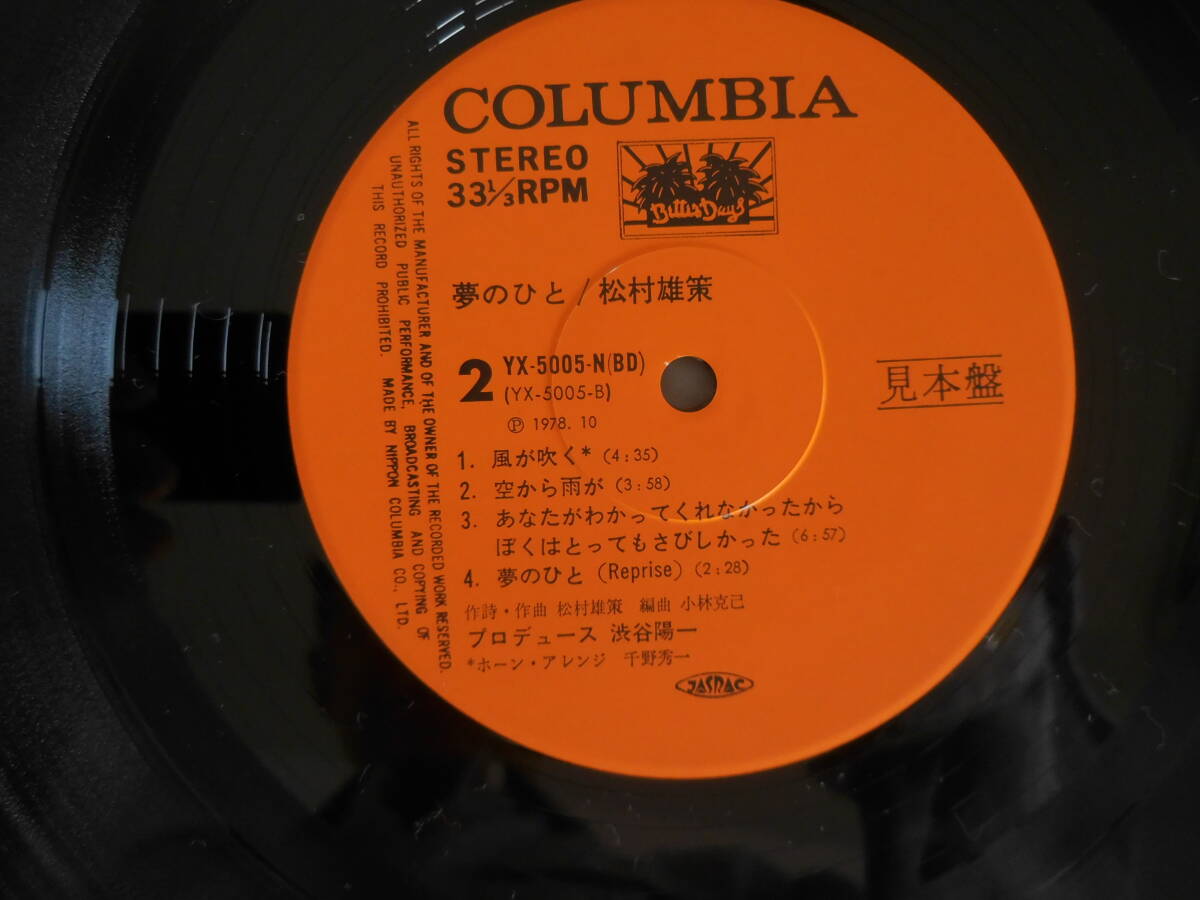 COLUMBIA
STEREO
33 1/3 RPM
Better Days
夢のひと / 松村雄策
2
YX-5005-N(BD)
(YX-5005-B)
Ⓟ 1978. 10
見本盤
1. 風が吹く* (4:35)
2. 空から雨が (3:58)
3. あなたがわかってくれなかったから
ぼくはとってもさびしかった (6:57)
4. 夢のひと (Reprise) (2:28)
作詩・作曲 松村雄策 編曲 小林克己
プロデュース 渋谷陽一
*ホーン・アレンジ 千野秀一
JASRAC
ALL RIGHTS OF THE MANUFACTURER AND OF THE OWNER OF THE RECORDED WORK RESERVED.
UNAUTHORIZED PUBLIC PERFORMANCE, BROADCASTING AND COPYING OF
THIS RECORD PROHIBITED. MADE BY NIPPON COLUMBIA CO., LTD.